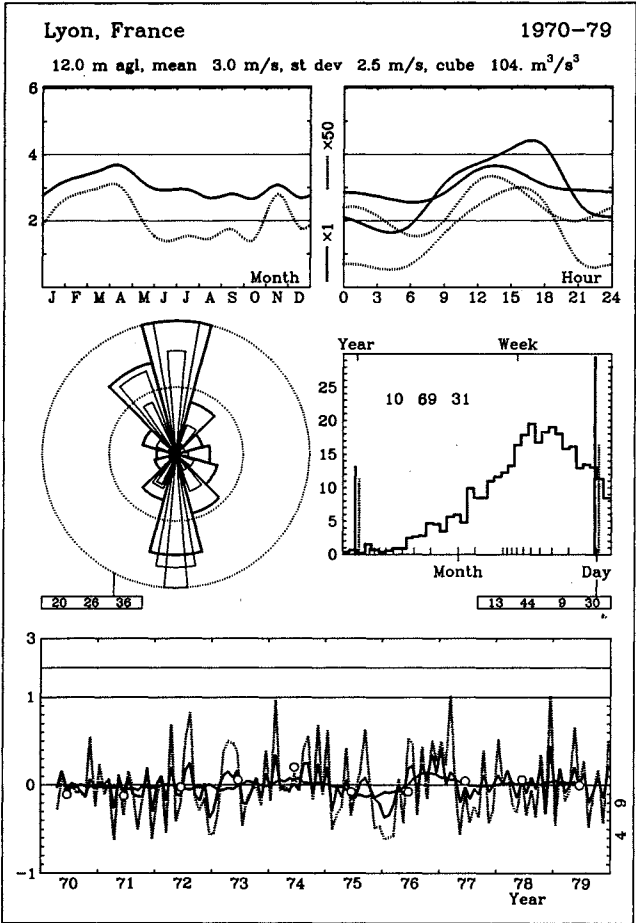 Lyon, France 1970-79
12.0 m agl, mean 3.0 m/s, st dev 2.5 m/s, cube 104. m³/s³
6
4
2
×50
×1
Month
J F M A M J J A S O N D
Hour
0 3 6 9 12 15 18 21 24
Year Week
25
20
15
10
5
0
10 69 31
Month Day
20 26 36
13 44 9 30
3
1
0
-1
70 71 72 73 74 75 76 77 78 79
Year
4 9